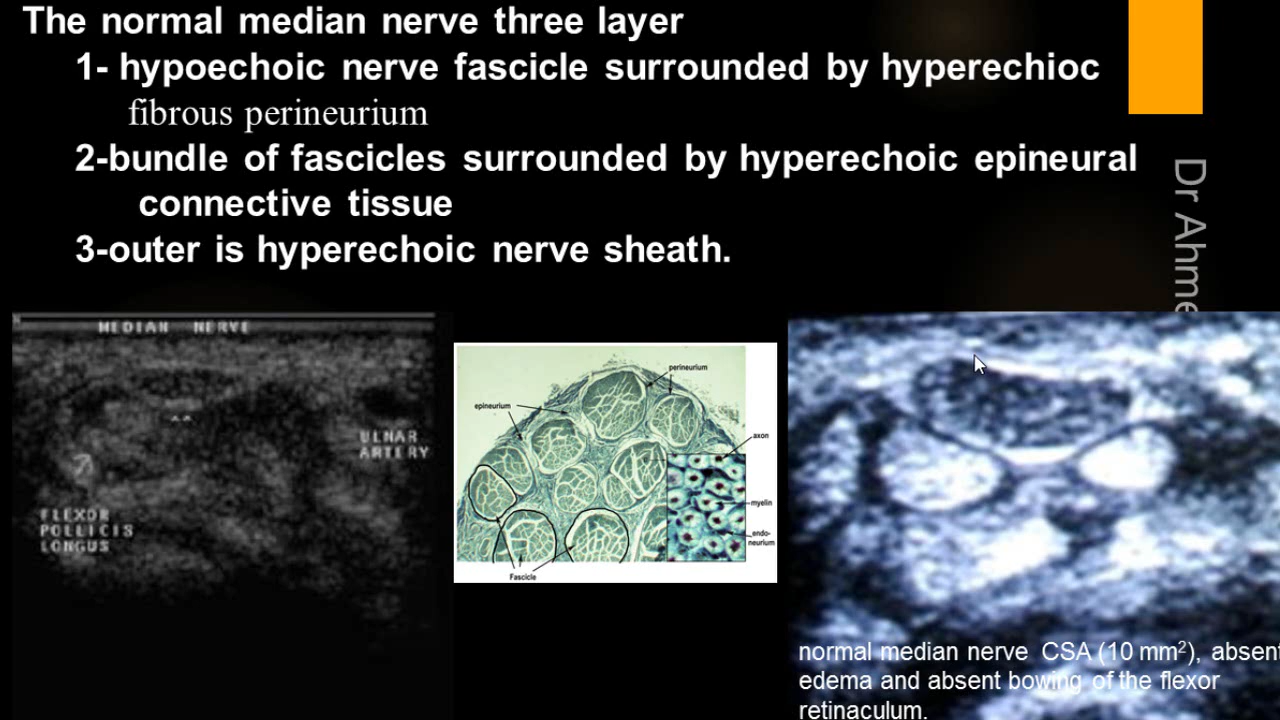 The normal median nerve three layer
1- hypoechoic nerve fascicle surrounded by hyperechioc
fibrous perineurium
2-bundle of fascicles surrounded by hyperechoic epineural
connective tissue
3-outer is hyperechoic nerve sheath.
Dr Ahme
MEDIAN NERVE
ULNAR
ARTERY
FLEXOR
POLLICIS
LONGUS
perineurium
epineurium
axon
myelin
endo-
neurium
Fascicle
normal median nerve CSA (10 mm²), absent
edema and absent bowing of the flexor
retinaculum.